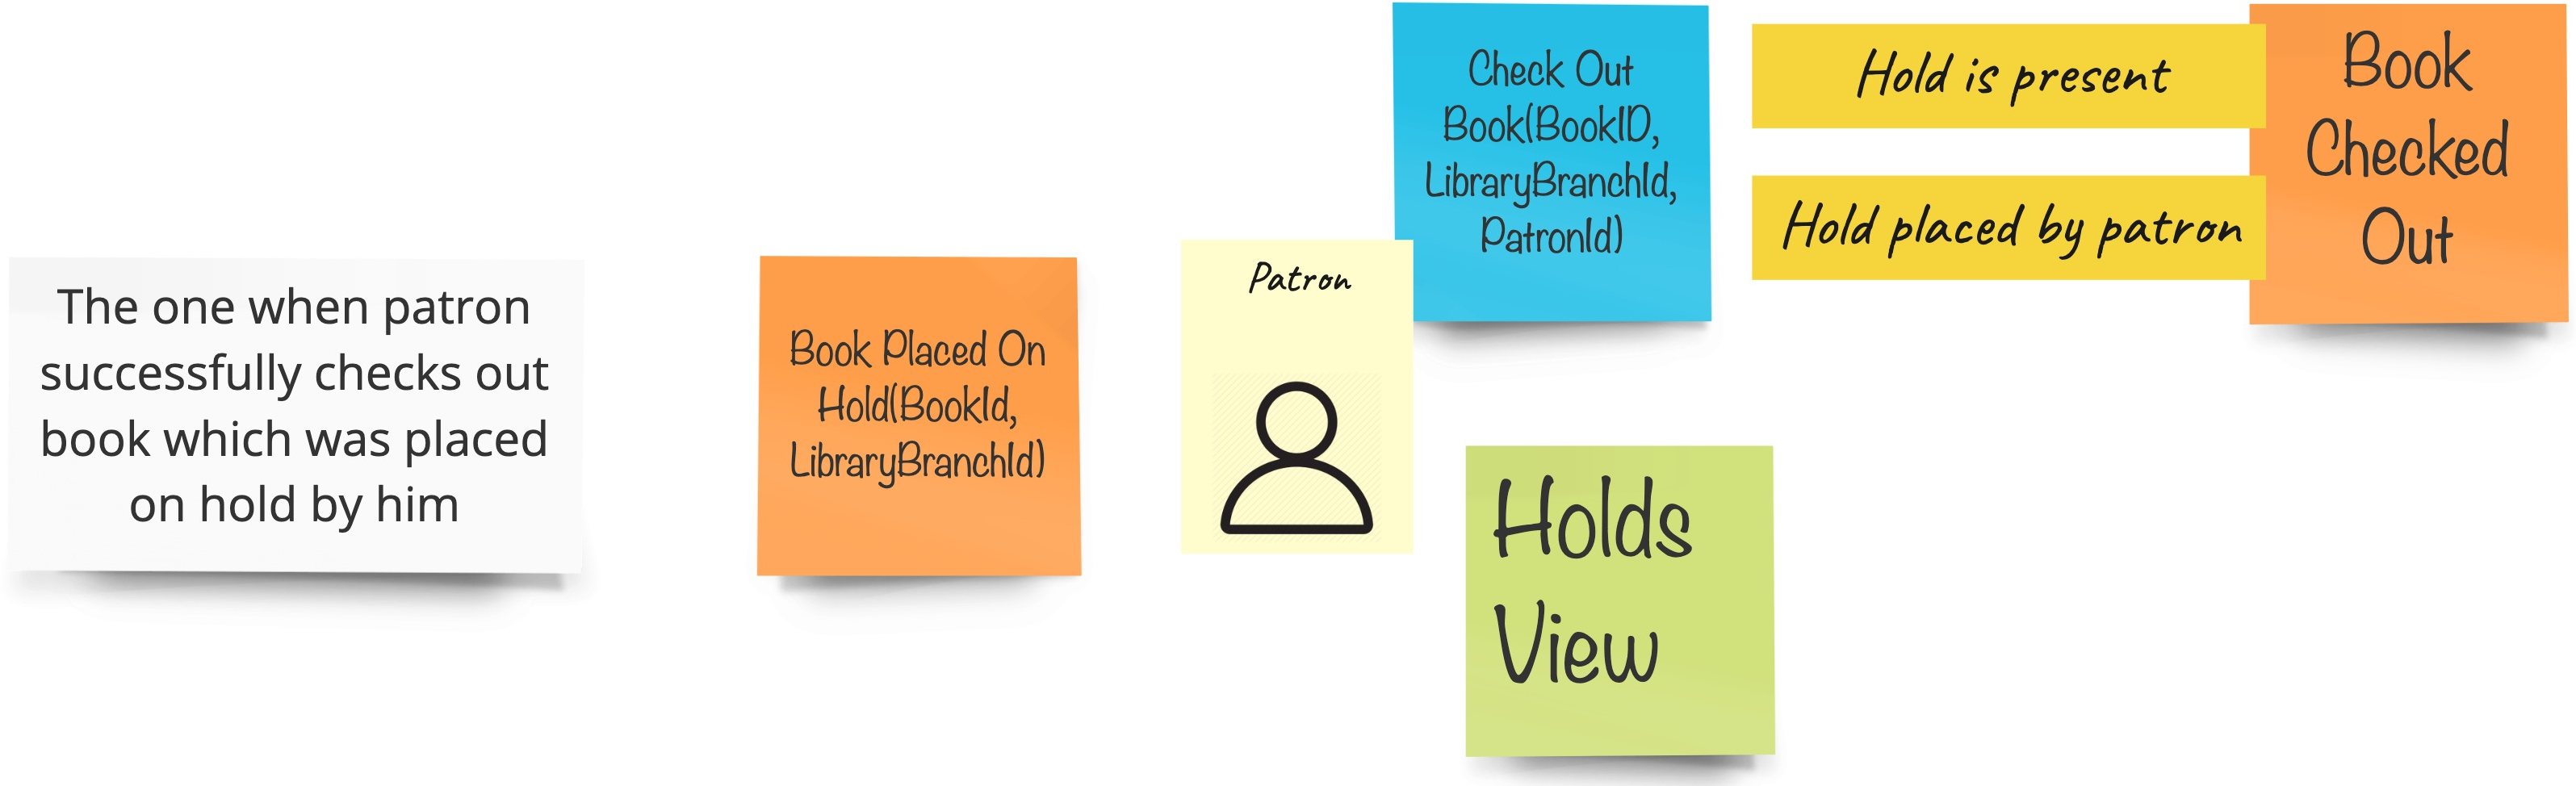 The one when patron
successfully checks out
book which was placed
on hold by him
Book Placed On
Hold(BookId,
LibraryBranchId)
Patron
Check Out
Book(BookID,
LibraryBranchId,
PatronId)
Holds
View
Hold is present
Hold placed by patron
Book
Checked
Out